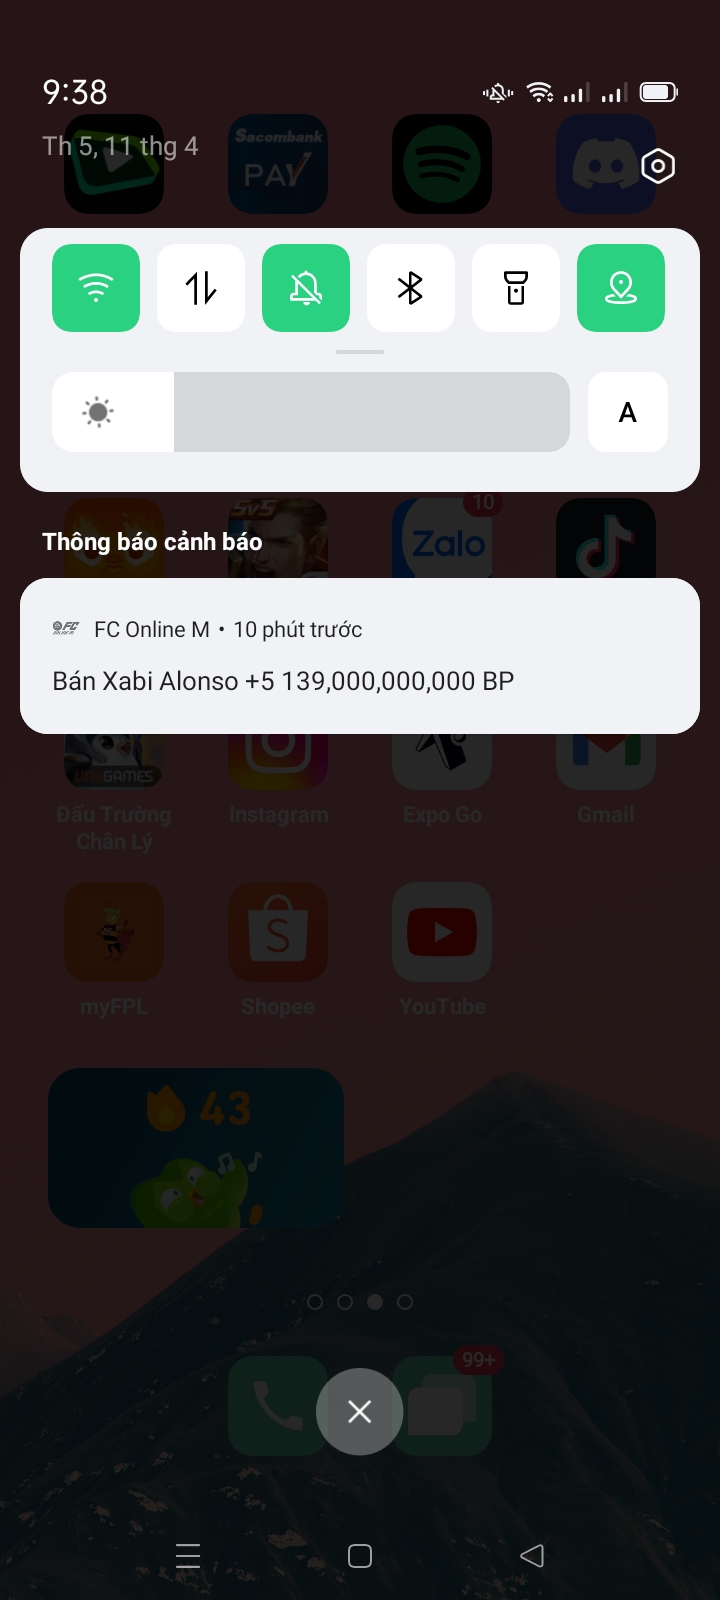 9:38
Th 5, 11 thg 4
Sacombank
PAY
A
5v5
10
Zalo
Thông báo cảnh báo
FC Online M • 10 phút trước
Bán Xabi Alonso +5 139,000,000,000 BP
VNGGAMES
Đấu Trường
Chân Lý
Instagram
Expo Go
Gmail
myFPL
Shopee
YouTube
43
99+